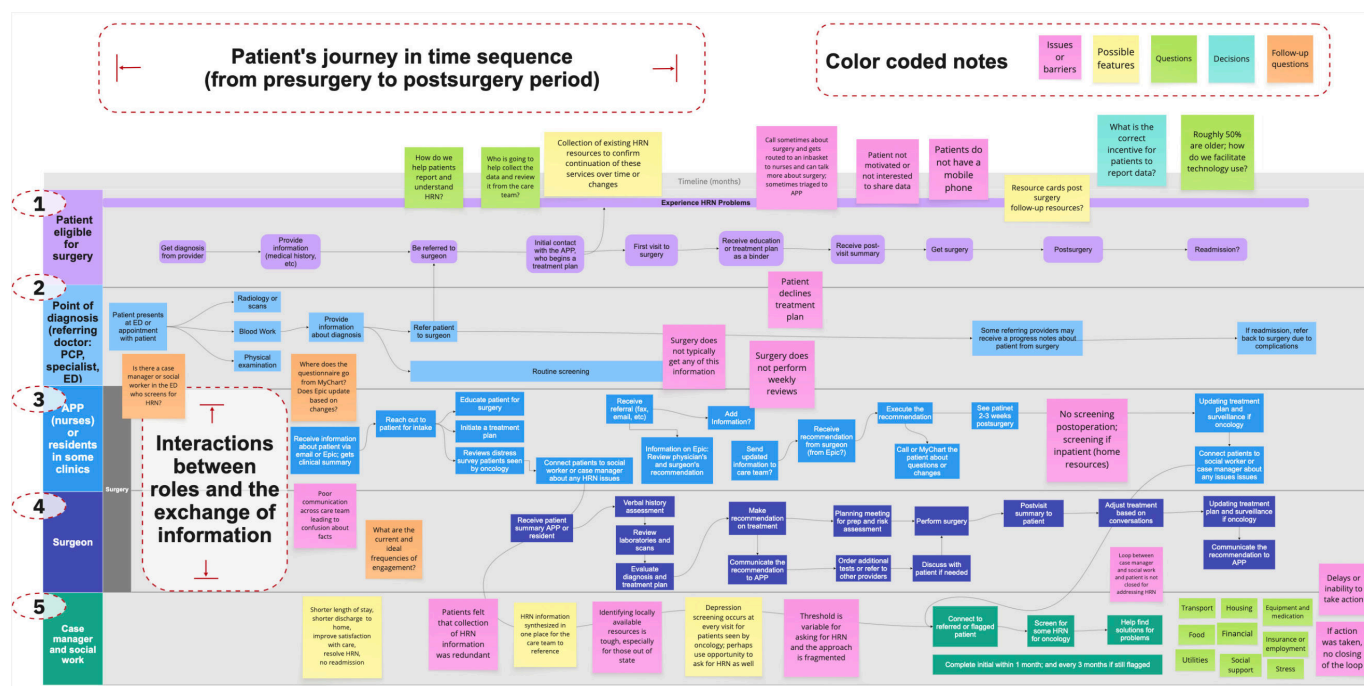 Patient's journey in time sequence
(from presurgery to postsurgery period)
Color coded notes
Issues
or
barriers
Possible
features
Questions
Decisions
Follow-up
questions
How do we
help patients
report and
understand
HRN?
Who is going
to help collect
the data and
review it from
the care team?
Collection of existing HRN
resources to confirm
continuation of these
services over time or
changes
Call sometimes about
surgery and gets
routed to an inbasket
to nurses and can talk
more about surgery;
sometimes triaged to
APP
Patient not
motivated or
not interested
to share data
Patients do
not have a
mobile
phone
What is the
correct
incentive for
patients to
report data?
Roughly 50%
are older; how
do we facilitate
technology use?
Resource cards post
surgery
follow-up resources?
Timeline (months)
1
Patient
eligible
for
surgery
Experience HRN Problems
Get diagnosis
from provider
Provide
information
(medical history,
etc)
Be referred to
surgeon
Initial contact
with the APP,
who begins a
treatment plan
First visit to
surgery
Receive education
or treatment plan
as a binder
Receive post-
visit summary
Get surgery
Postsurgery
Readmission?
2
Point of
diagnosis
(referring
doctor:
PCP,
specialist,
ED)
Patient presents
at ED or
appointment
with patient
Radiology or
scans
Blood Work
Physical
examination
Provide
information
about diagnosis
Refer patient
to surgeon
Routine screening
Patient
declines
treatment
plan
Surgery does
not typically
get any of this
information
Surgery does
not perform
weekly
reviews
Some referring providers may
receive a progress notes about
patient from surgery
If readmission, refer
back to surgery due to
complications
Is there a case
manager or social
worker in the ED
who screens for
HRN?
Where does the
questionnaire go
from MyChart?
Does Epic update
based on
changes?
3
APP
(nurses) or
residents
in some
clinics
Surgery
Interactions
between
roles and the
exchange of
information
Receive information
about patient via
email or Epic; gets
clinical summary
Reach out to
patient for intake
Educate patient for
surgery
Initiate a treatment
plan
Reviews distress
survey patients seen
by oncology
Connect patients to social
worker or case manager
about any HRN issues
Receive
referral (fax,
email, etc)
Add
Information?
Information on Epic:
Review physician's
and surgeon's
recommendation
Send
updated
information to
care team?
Receive
recommendation
from surgeon
(from Epic?)
Execute the
recommendation
Call or MyChart the
patient about
questions or
changes
See patinet
2-3 weeks
postsurgery
No screening
postoperation;
screening if
inpatient (home
resources)
Updating treatment
plan and
surveillance if
oncology
Connect patients to
social worker or
case manager about
any issues issues
4
Surgeon
Poor
communication
across care team
leading to
confusion about
facts
What are the
current and
ideal
frequencies of
engagement?
Receive patient
summary APP or
resident
Verbal history
assessment
Review
laboratories and
scans
Evaluate
diagnosis and
treatment plan
Make
recommendation
on treatment
Communicate the
recommendation
to APP
Planning meeting
for prep and risk
assessment
Order additional
tests or refer to
other providers
Perform surgery
Discuss with
patient if needed
Postvisit
summary to
patient
Adjust treatment
based on
conversations
Updating treatment
plan and surveillance
if oncology
Communicate the
recommendation to
APP
Loop between
case manager
and social work
and patient is not
closed for
addressing HRN
5
Case
manager
and social
work
Shorter length of stay,
shorter discharge to
home,
improve satisfaction
with care,
resolve HRN,
no readmission
Patients felt
that collection
of HRN
information
was redundant
HRN information
synthesized in
one place for the
care team to
reference
Identifying locally
available
resources is
tough, especially
for those out of
state
Depression
screening occurs at
every visit for
patients seen by
oncology; perhaps
use opportunity to
ask for HRN as well
Threshold is
variable for
asking for HRN
and the approach
is fragmented
Connect to
referred or flagged
patient
Screen for
some HRN
for oncology
Help find
solutions for
problems
Complete initial within 1 month; and every 3 months if still flagged
Transport
Housing
Equipment and
medication
Food
Financial
Insurance or
employment
Utilities
Social
support
Stress
Delays or
inability to
take action
If action
was taken,
no closing
of the loop